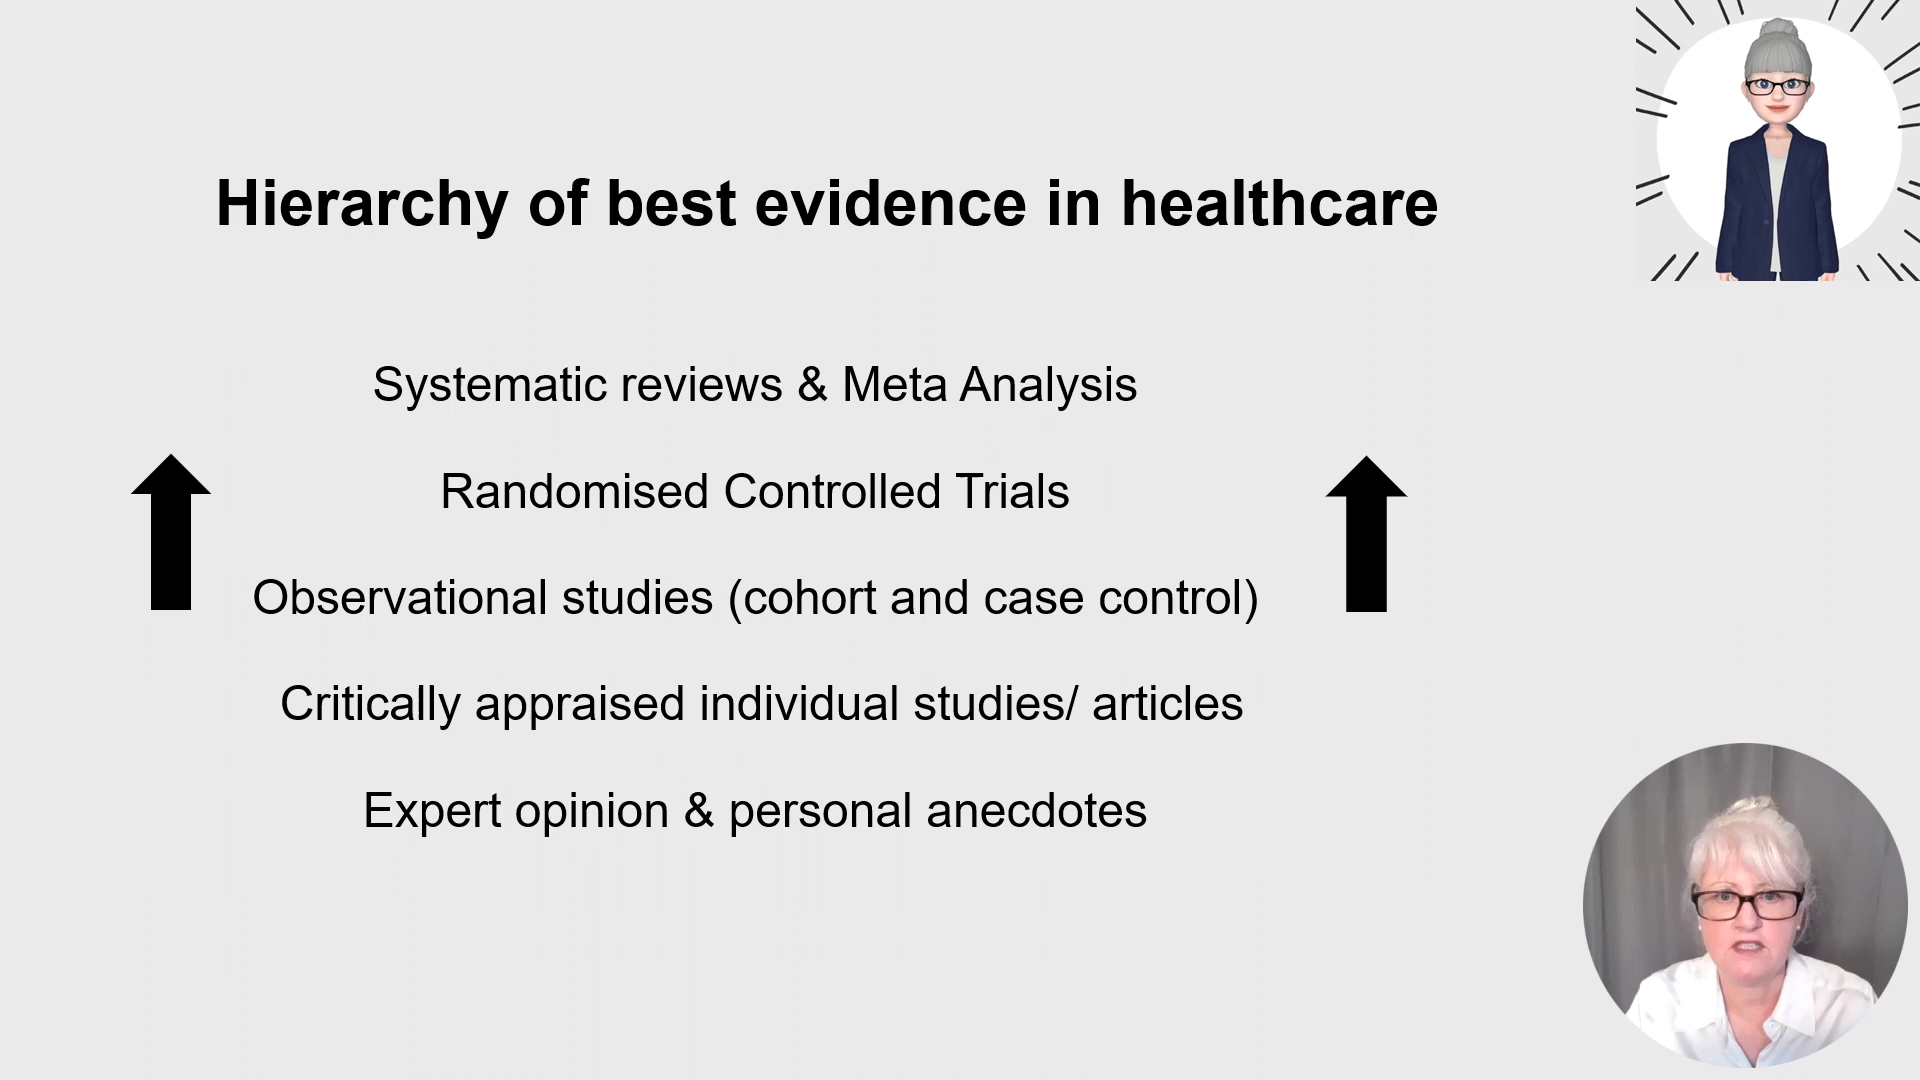 Hierarchy of best evidence in healthcare
Systematic reviews & Meta Analysis
Randomised Controlled Trials
Observational studies (cohort and case control)
Critically appraised individual studies/ articles
Expert opinion & personal anecdotes